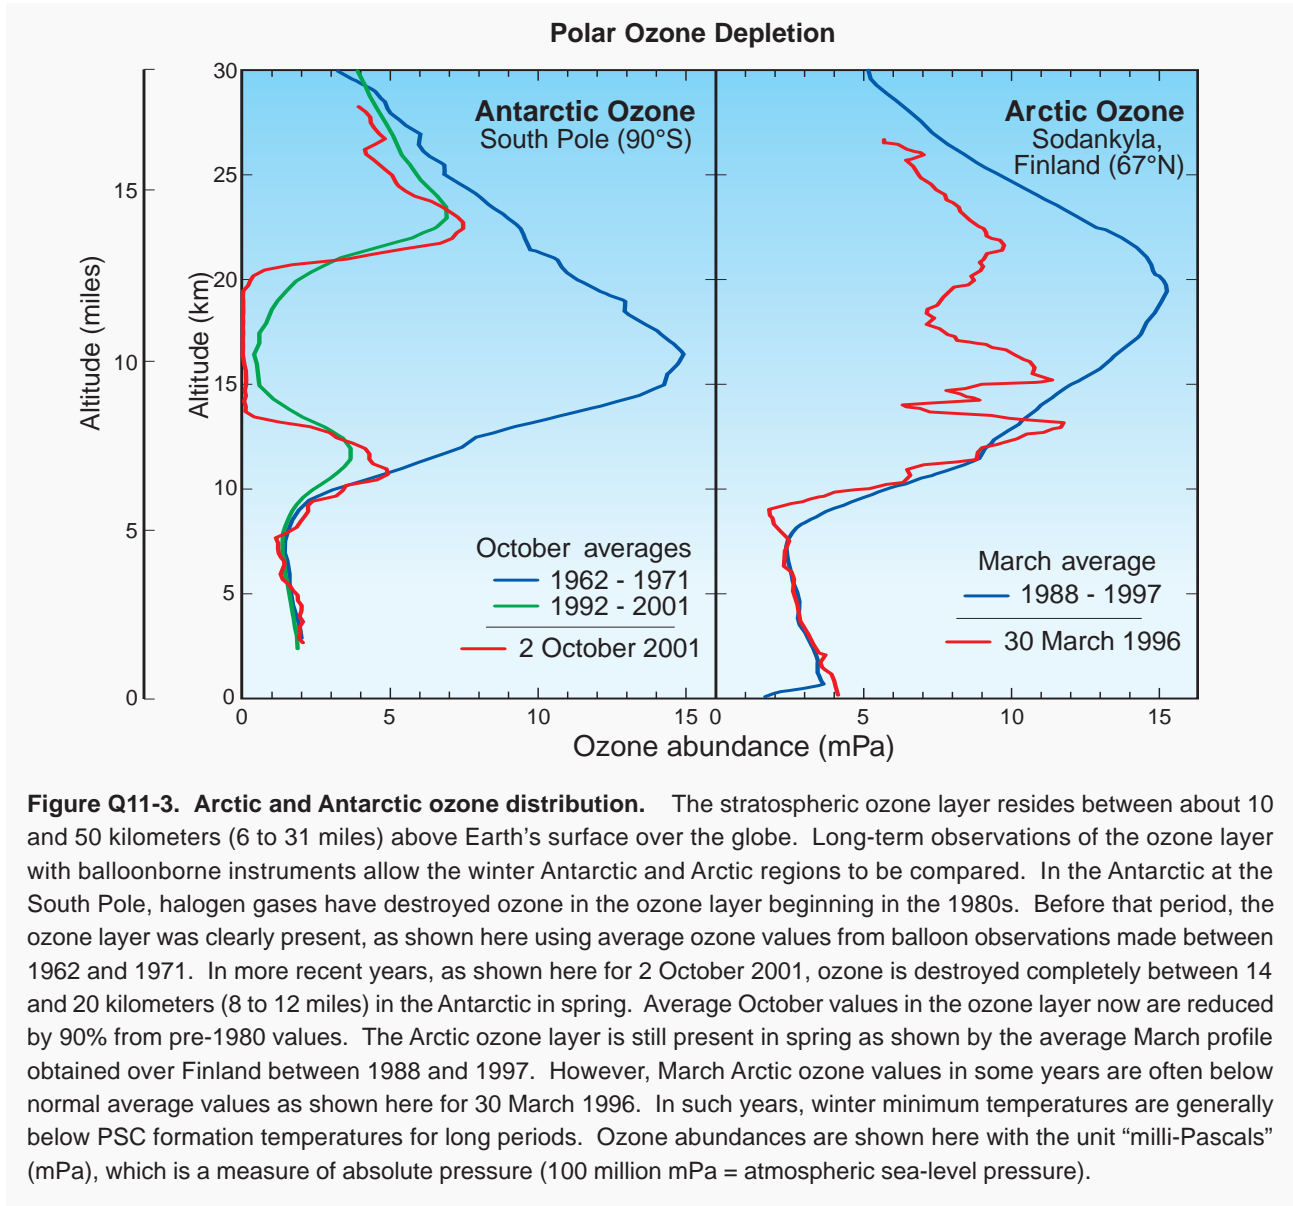 Polar Ozone Depletion
Altitude (miles)
15
10
5
0
Altitude (km)
30
25
20
15
10
5
0
Antarctic Ozone
South Pole (90°S)
October averages
1962 - 1971
1992 - 2001
2 October 2001
Arctic Ozone
Sodankyla,
Finland (67°N)
March average
1988 - 1997
30 March 1996
0 5 10 15 0 5 10 15
Ozone abundance (mPa)
Figure Q11-3. Arctic and Antarctic ozone distribution. The stratospheric ozone layer resides between about 10
and 50 kilometers (6 to 31 miles) above Earth’s surface over the globe. Long-term observations of the ozone layer
with balloonborne instruments allow the winter Antarctic and Arctic regions to be compared. In the Antarctic at the
South Pole, halogen gases have destroyed ozone in the ozone layer beginning in the 1980s. Before that period, the
ozone layer was clearly present, as shown here using average ozone values from balloon observations made between
1962 and 1971. In more recent years, as shown here for 2 October 2001, ozone is destroyed completely between 14
and 20 kilometers (8 to 12 miles) in the Antarctic in spring. Average October values in the ozone layer now are reduced
by 90% from pre-1980 values. The Arctic ozone layer is still present in spring as shown by the average March profile
obtained over Finland between 1988 and 1997. However, March Arctic ozone values in some years are often below
normal average values as shown here for 30 March 1996. In such years, winter minimum temperatures are generally
below PSC formation temperatures for long periods. Ozone abundances are shown here with the unit “milli-Pascals”
(mPa), which is a measure of absolute pressure (100 million mPa = atmospheric sea-level pressure).